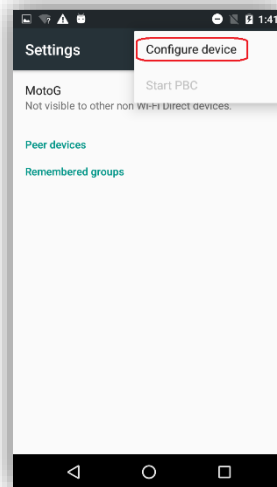 1:41
Settings
Configure device
Start PBC
MotoG
Not visible to other non Wi-Fi Direct devices.
Peer devices
Remembered groups